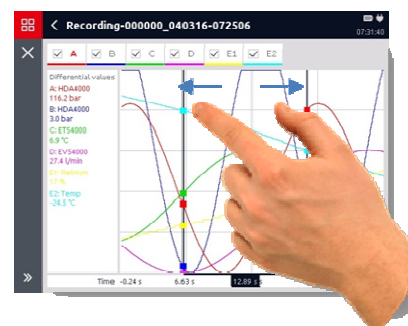 Recording-000000_040316-072506
07:31:40
A B C D E1 E2
Differential values
A: HDA4000
116.2 bar
B: HDA4000
3.0 bar
C: ETS4000
6.9 °C
D: EVS4000
27.4 l/min
E2: Temp
-24.5 °C
Time -0.24 s 6.63 s 12.89 s